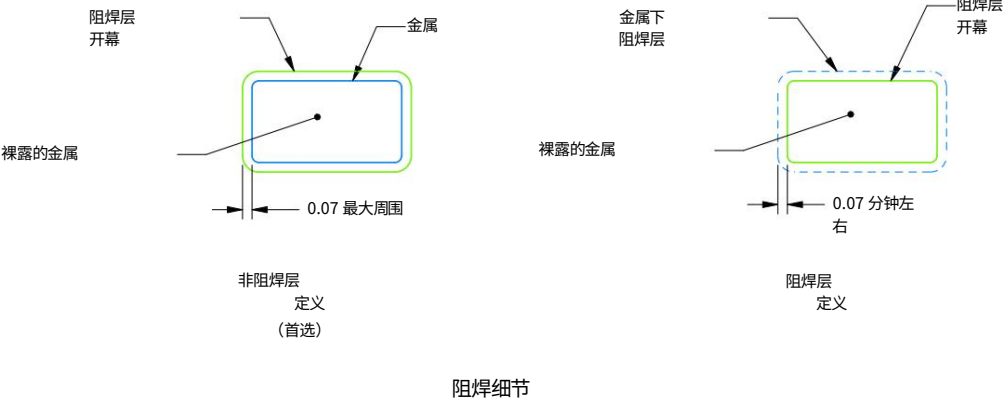 阻焊层
开幕
金属
裸露的金属
0.07 最大周围
非阻焊层
定义
（首选）
金属下
阻焊层
阻焊层
开幕
裸露的金属
0.07 分钟左
右
阻焊层
定义
阻焊细节